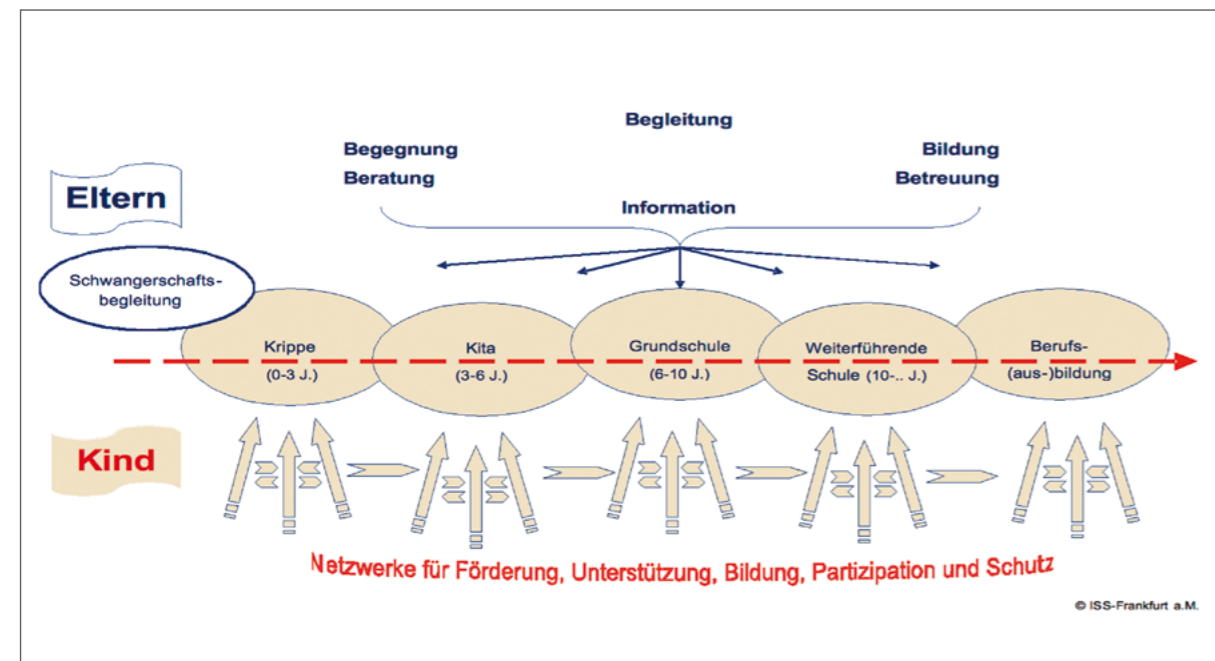 Begleitung
Begegnung
Bildung
Beratung
Betreuung
Eltern
Information
Schwangerschafts-
begleitung
Krippe
(0-3 J.)
Kita
(3-6 J.)
Grundschule
(6-10 J.)
Weiterführende
Schule (10-.. J.)
Berufs-
(aus-)bildung
Kind
Netzwerke für Förderung, Unterstützung, Bildung, Partizipation und Schutz
© ISS-Frankfurt a.M.